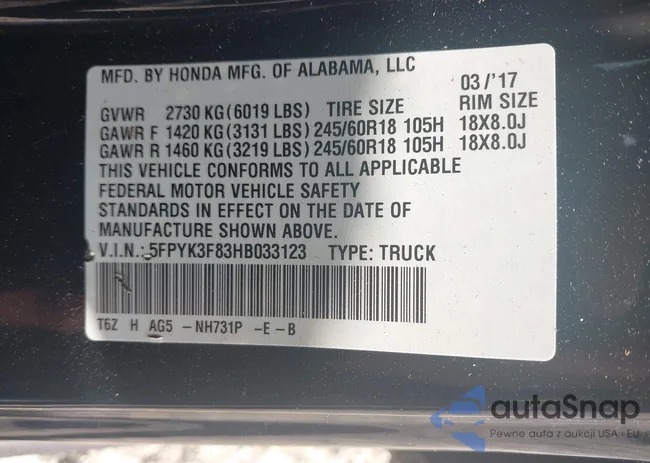 MFD. BY HONDA MFG. OF ALABAMA, LLC 03/'17
GVWR 2730 KG(6019 LBS) TIRE SIZE RIM SIZE
GAWR F 1420 KG(3131 LBS) 245/60R18 105H 18X8.0J
GAWR R 1460 KG(3219 LBS) 245/60R18 105H 18X8.0J
THIS VEHICLE CONFORMS TO ALL APPLICABLE
FEDERAL MOTOR VEHICLE SAFETY
STANDARDS IN EFFECT ON THE DATE OF
MANUFACTURE SHOWN ABOVE.
V.I.N.: 5FPYK3F83HB033123 TYPE: TRUCK
T6Z H AG5 -NH731P -E-B
autaSnap
Pewne auta z aukcji USA · EU